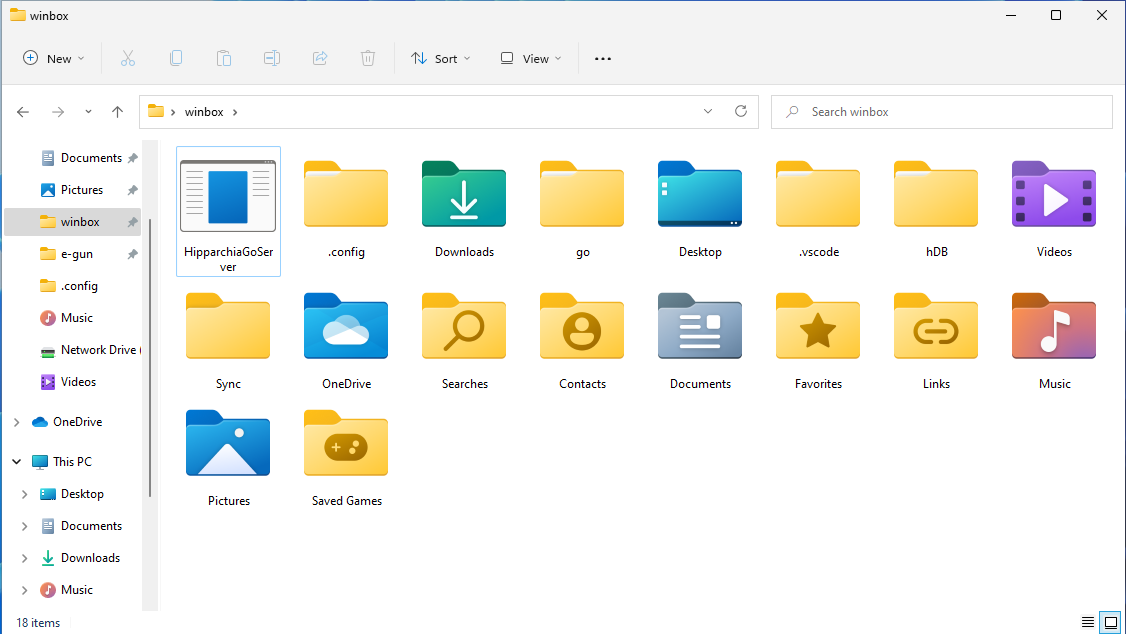 winbox
New
Sort
View
winbox
Search winbox
Documents
Pictures
winbox
e-gun
.config
Music
Network Drive (
Videos
OneDrive
This PC
Desktop
Documents
Downloads
Music
HipparchiaGoSer
ver
.config
Downloads
go
Desktop
.vscode
hDB
Videos
Sync
OneDrive
Searches
Contacts
Documents
Favorites
Links
Music
Pictures
Saved Games
18 items